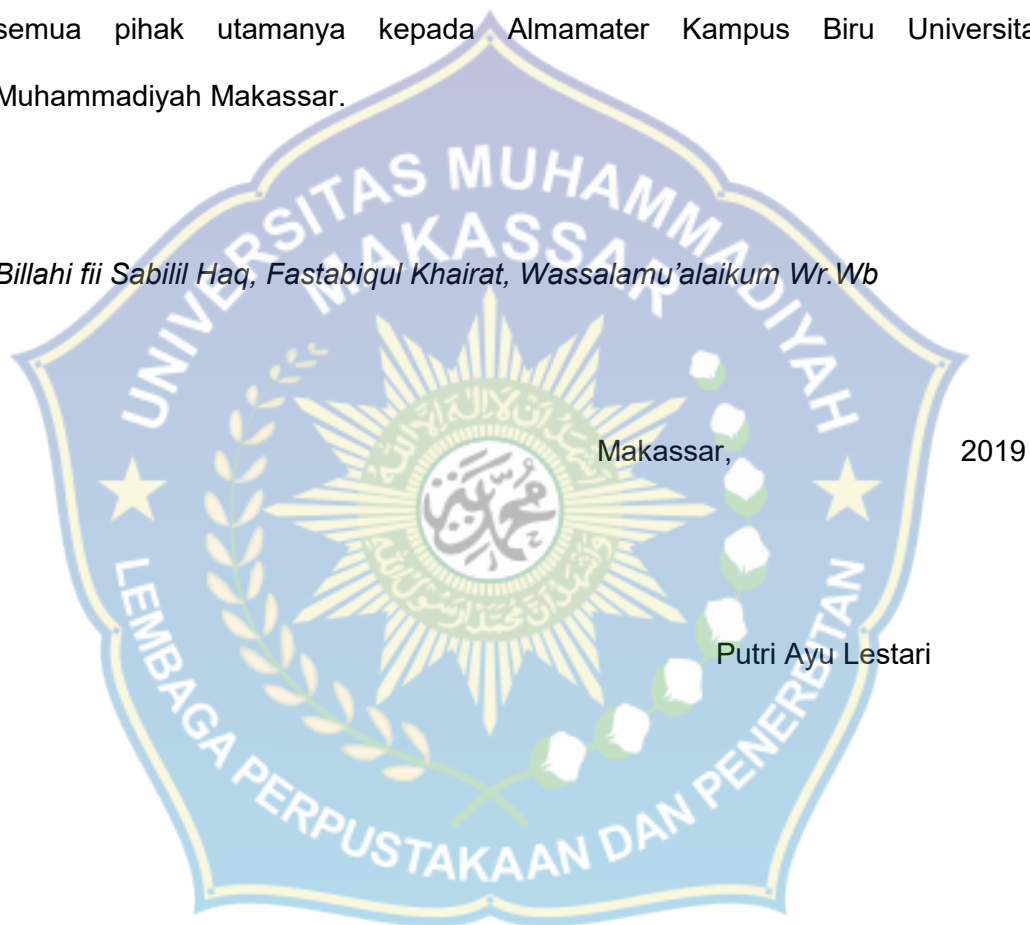 semua pihak utamanya kepada Almamater Kampus Biru Universita
Muhammadiyah Makassar.
Billahi fii Sabilil Haq, Fastabiqul Khairat, Wassalamu’alaikum Wr.Wb
Makassar, 2019
Putri Ayu Lestari
UNIVERSITAS MUHAMMADIYAH
MAKASSAR
LEMBAGA PERPUSTAKAAN DAN PENERBITAN
محمدية